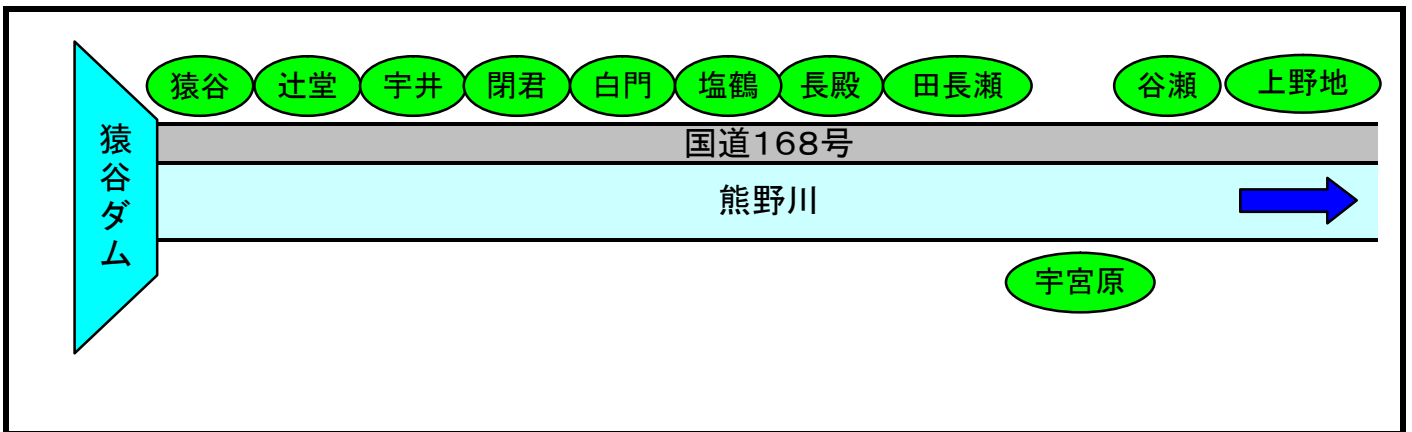 猿谷 辻堂 宇井 閉君 白門 塩鶴 長殿 田長瀬 谷瀬 上野地
国道168号
熊野川
猿谷ダム
宇宮原